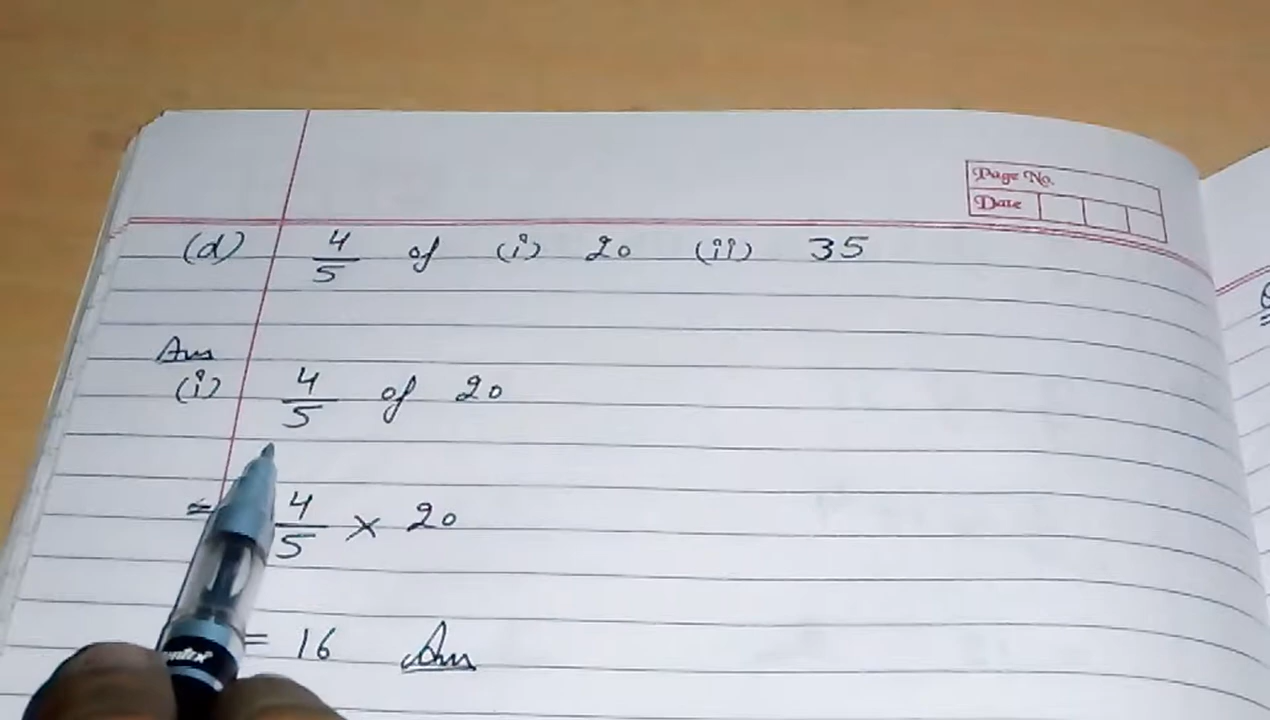 Page No.
Date
(d) 4/5 of (i) 20 (ii) 35
Ans
(i) 4/5 of 20
= 4/5 × 20
= 16 Ans